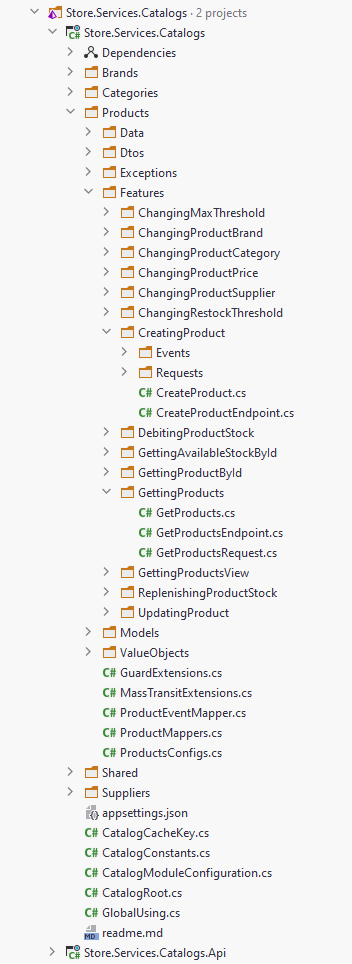 Store.Services.Catalogs · 2 projects
Store.Services.Catalogs
Dependencies
Brands
Categories
Products
Data
Dtos
Exceptions
Features
ChangingMaxThreshold
ChangingProductBrand
ChangingProductCategory
ChangingProductPrice
ChangingProductSupplier
ChangingRestockThreshold
CreatingProduct
Events
Requests
C# CreateProduct.cs
C# CreateProductEndpoint.cs
DebitingProductStock
GettingAvailableStockById
GettingProductById
GettingProducts
C# GetProducts.cs
C# GetProductsEndpoint.cs
C# GetProductsRequest.cs
GettingProductsView
ReplenishingProductStock
UpdatingProduct
Models
ValueObjects
C# GuardExtensions.cs
C# MassTransitExtensions.cs
C# ProductEventMapper.cs
C# ProductMappers.cs
C# ProductsConfigs.cs
Shared
Suppliers
appsettings.json
C# CatalogCacheKey.cs
C# CatalogConstants.cs
C# CatalogModuleConfiguration.cs
C# CatalogRoot.cs
C# GlobalUsing.cs
MD readme.md
C# Store.Services.Catalogs.Api